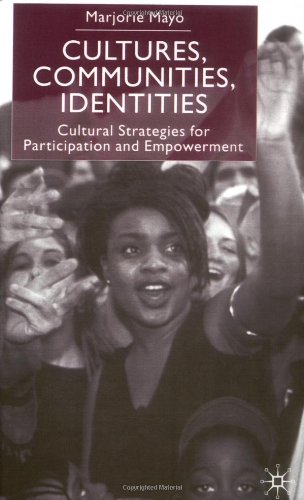 Marjorie Mayo
CULTURES,
COMMUNITIES,
IDENTITIES
Cultural Strategies for
Participation and Empowerment